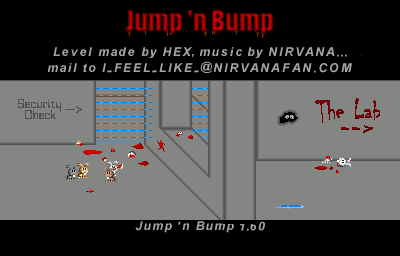 Jump 'n Bump
Level made by HEX, music by NIRVANA...
mail to I_FEEL_LIKE_@NIRVANAFAN.COM
Security
Check -->
The Lab
-->
Jump 'n Bump 1.60